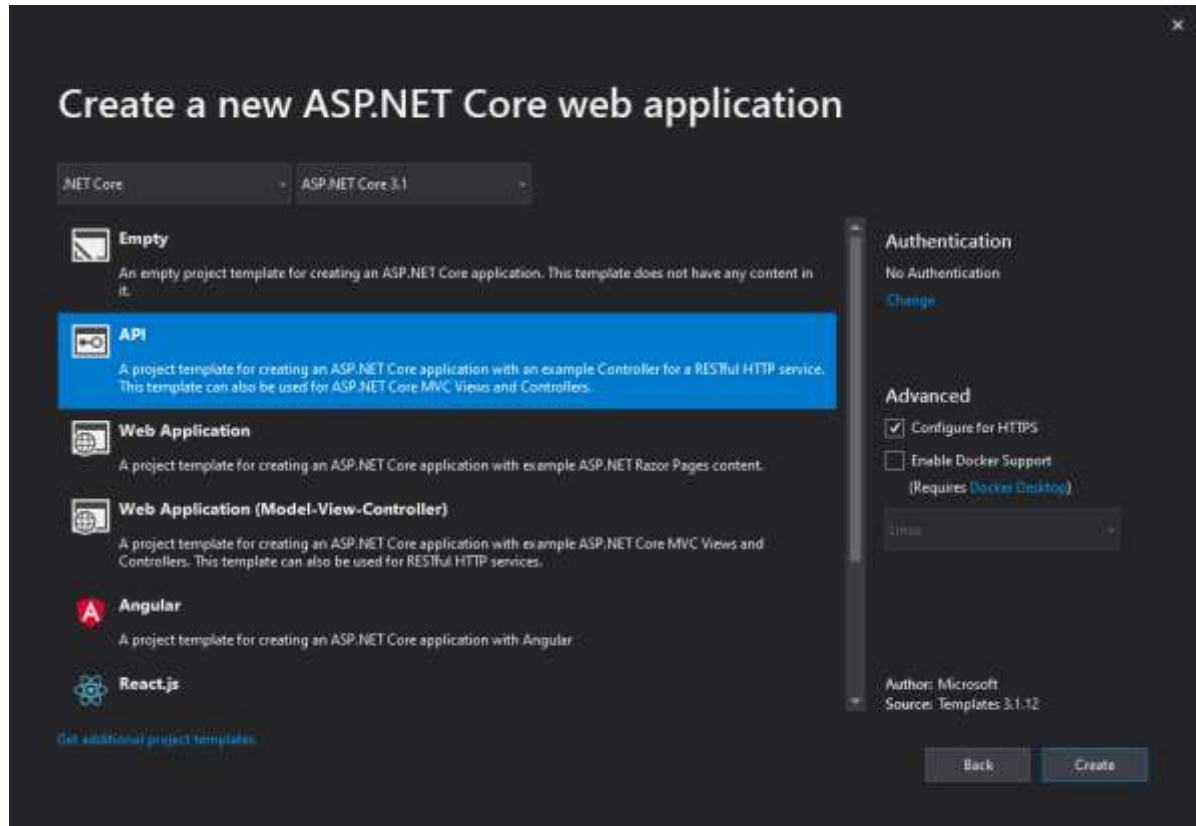 Create a new ASP.NET Core web application
.NET Core
ASP.NET Core 3.1
Empty
An empty project template for creating an ASP.NET Core application. This template does not have any content in
it.
API
A project template for creating an ASP.NET Core application with an example Controller for a RESTful HTTP service.
This template can also be used for ASP.NET Core MVC Views and Controllers.
Web Application
A project template for creating an ASP.NET Core application with example ASP.NET Razor Pages content.
Web Application (Model-View-Controller)
A project template for creating an ASP.NET Core application with example ASP.NET Core MVC Views and
Controllers. This template can also be used for RESTful HTTP services.
Angular
A project template for creating an ASP.NET Core application with Angular
React.js
Get additional project templates
Authentication
No Authentication
Change
Advanced
Configure for HTTPS
Enable Docker Support
(Requires Docker Desktop)
Linux
Author: Microsoft
Source: Templates 3.1.12
Back
Create